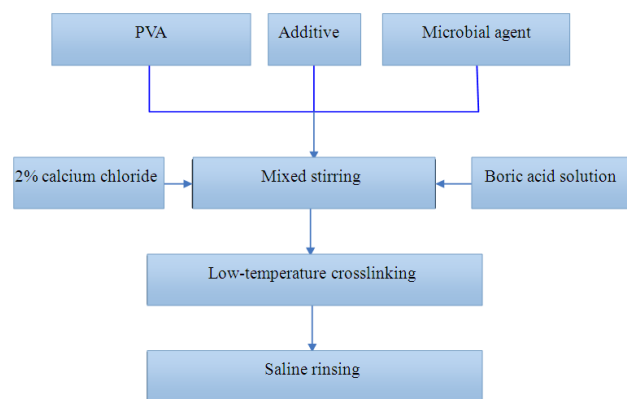 PVA
Additive
Microbial agent
2% calcium chloride
Mixed stirring
Boric acid solution
Low-temperature crosslinking
Saline rinsing